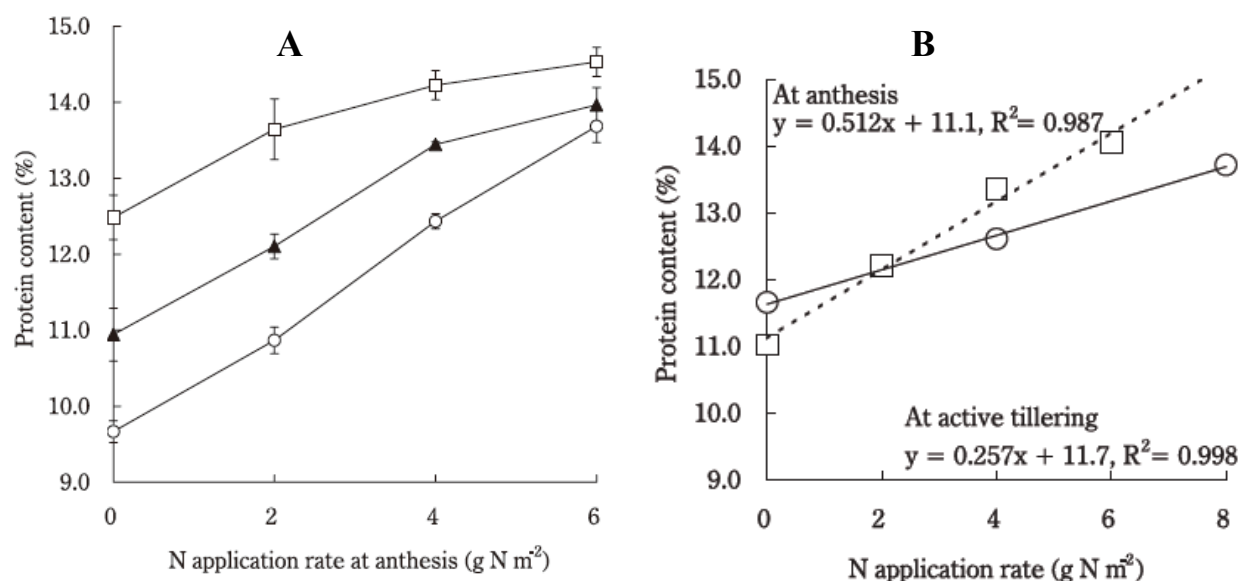 A
Protein content (%)
15.0
14.0
13.0
12.0
11.0
10.0
9.0
0 2 4 6
N application rate at anthesis (g N m⁻²)
B
Protein content (%)
15.0
14.0
13.0
12.0
11.0
10.0
9.0
At anthesis
y = 0.512x + 11.1, R² = 0.987
At active tillering
y = 0.257x + 11.7, R² = 0.998
0 2 4 6 8
N application rate (g N m⁻²)